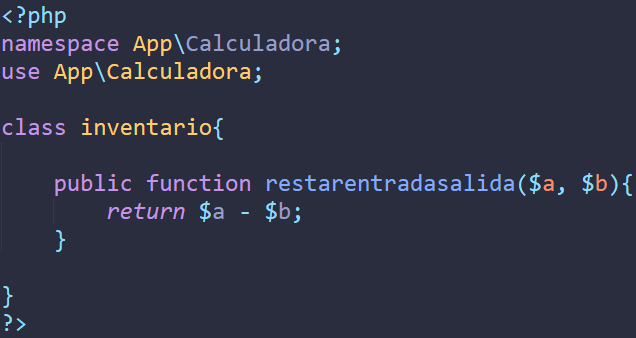 <?php
namespace App\Calculadora;
use App\Calculadora;
class inventario{
public function restarentradasalida($a, $b){
return $a - $b;
}
}
?>